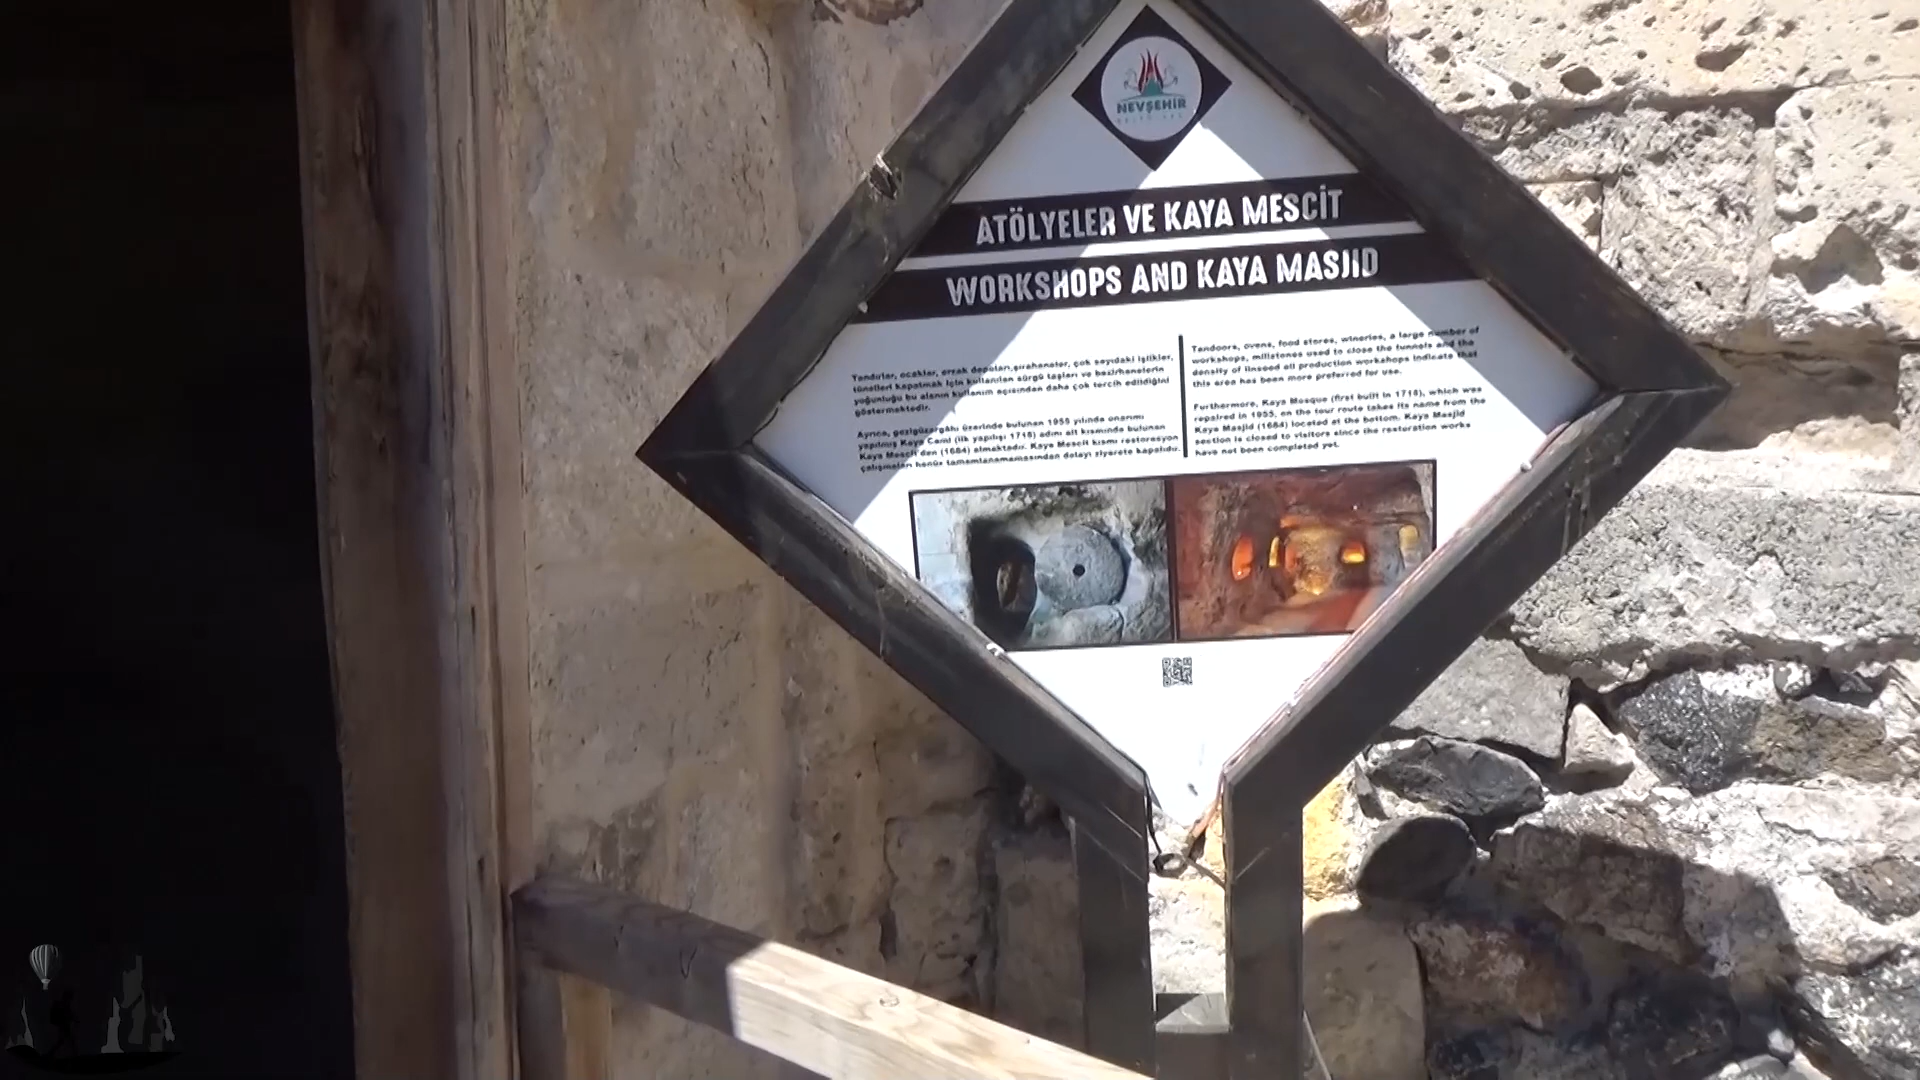 NEVŞEHİR
ATÖLYELER VE KAYA MESCİT
WORKSHOPS AND KAYA MASJID
Tandırlar, ocaklar, erzak depoları, şırahaneler, çok sayıdaki işlikler,
tünelleri kapatmak için kullanılan sürgü taşları ve bezirhanelerin
yoğunluğu bu alanın kullanım açısından daha çok tercih edildiğini
göstermektedir.
Ayrıca, gezigüzergâhı üzerinde bulunan 1955 yılında onarımı
yapılmış Kaya Cami (ilk yapılışı 1718) adını alt kısmında bulunan
Kaya Mescit'den (1684) almaktadır. Kaya Mescit kısmı restorasyon
çalışmaları henüz tamamlanamamasından dolayı ziyarete kapalıdır.
Tandoors, ovens, food stores, wineries, a large number of
workshops, millstones used to close the tunnels and the
density of linseed oil production workshops indicate that
this area has been more preferred for use.
Furthermore, Kaya Mosque (first built in 1718), which was
repaired in 1955, on the tour route takes its name from the
Kaya Masjid (1684) located at the bottom. Kaya Masjid
section is closed to visitors since the restoration works
have not been completed yet.